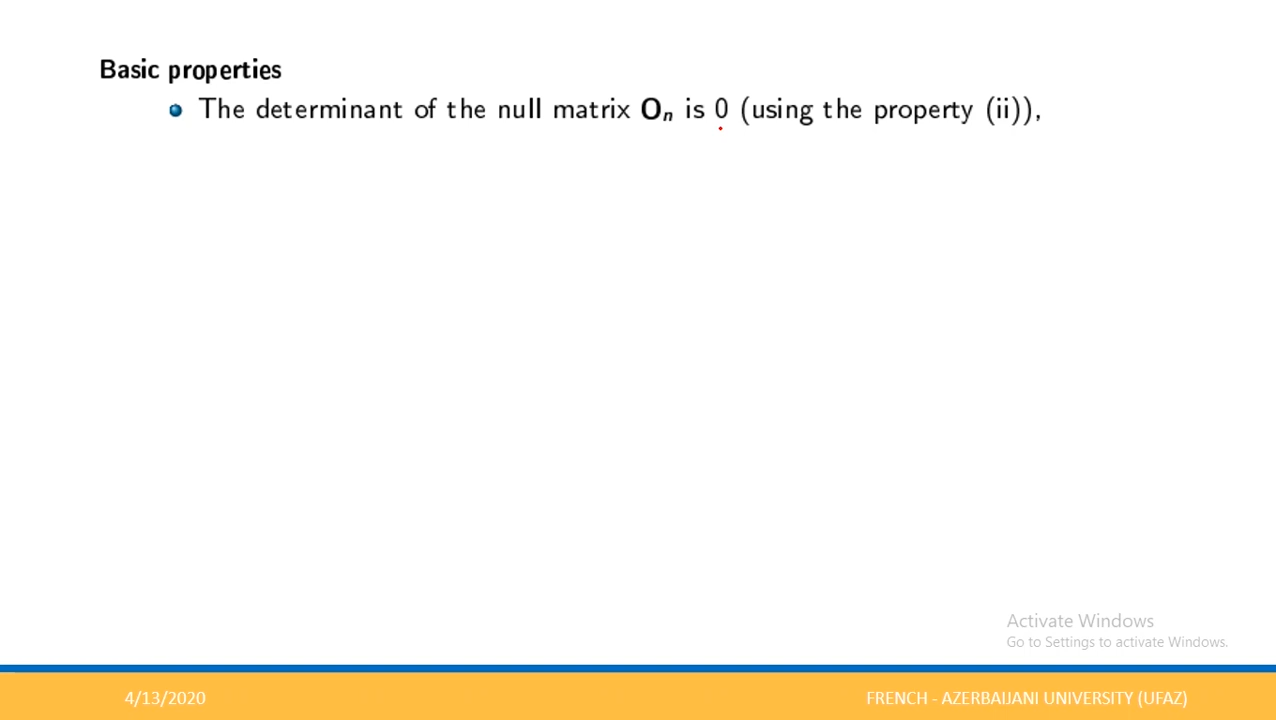 Basic properties
The determinant of the null matrix Oₙ is 0 (using the property (ii)),
Activate Windows
Go to Settings to activate Windows.
4/13/2020
FRENCH - AZERBAIJANI UNIVERSITY (UFAZ)